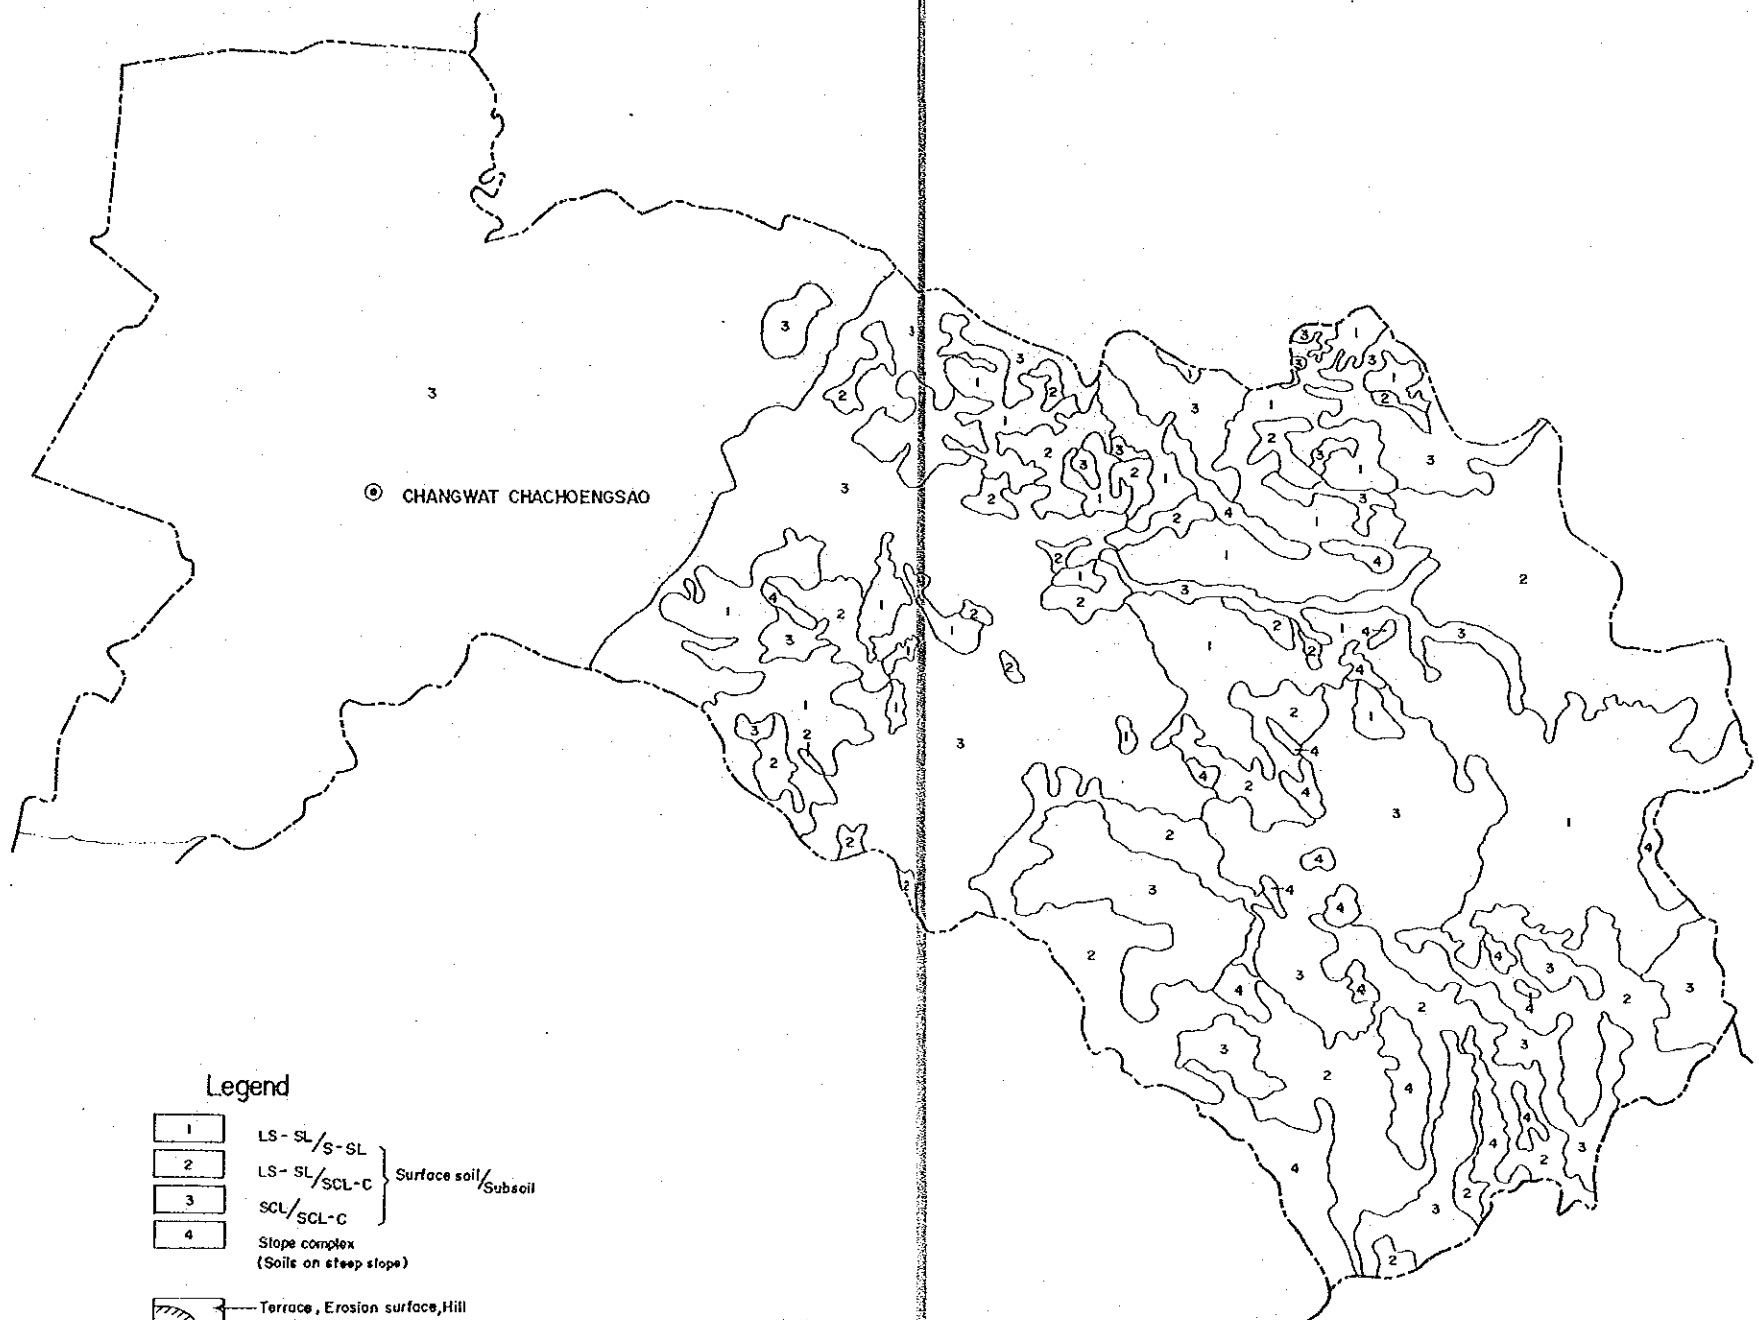 CHANGWAT CHACHOENGSAO
Legend
1 LS-SL/S-SL
2 LS-SL/SCL-C
Surface soil/Subsoil
3 SCL/SCL-C
4 Slope complex
(Soils on steep slope)
Terrace, Erosion surface, Hill